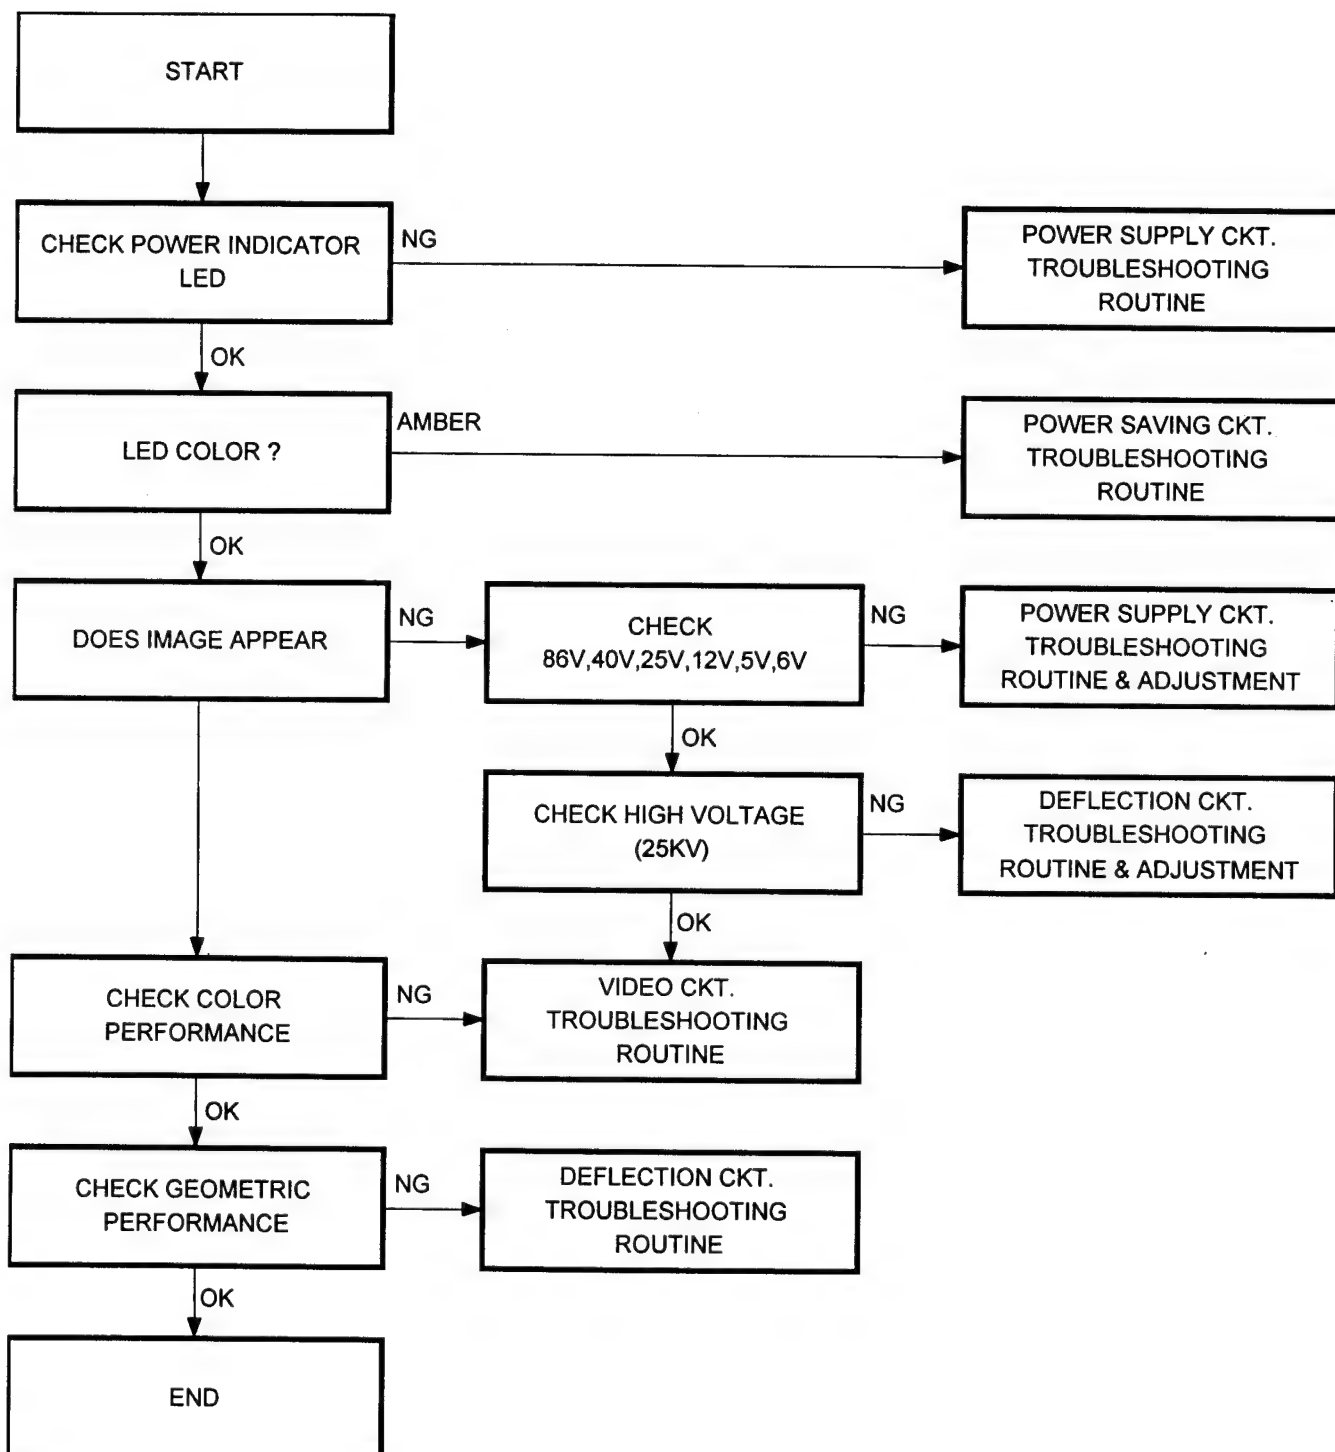 START
CHECK POWER INDICATOR
LED
NG
POWER SUPPLY CKT.
TROUBLESHOOTING
ROUTINE
OK
LED COLOR ?
AMBER
POWER SAVING CKT.
TROUBLESHOOTING
ROUTINE
OK
DOES IMAGE APPEAR
NG
CHECK
86V,40V,25V,12V,5V,6V
NG
POWER SUPPLY CKT.
TROUBLESHOOTING
ROUTINE & ADJUSTMENT
OK
CHECK HIGH VOLTAGE
(25KV)
NG
DEFLECTION CKT.
TROUBLESHOOTING
ROUTINE & ADJUSTMENT
OK
CHECK COLOR
PERFORMANCE
NG
VIDEO CKT.
TROUBLESHOOTING
ROUTINE
OK
CHECK GEOMETRIC
PERFORMANCE
NG
DEFLECTION CKT.
TROUBLESHOOTING
ROUTINE
OK
END